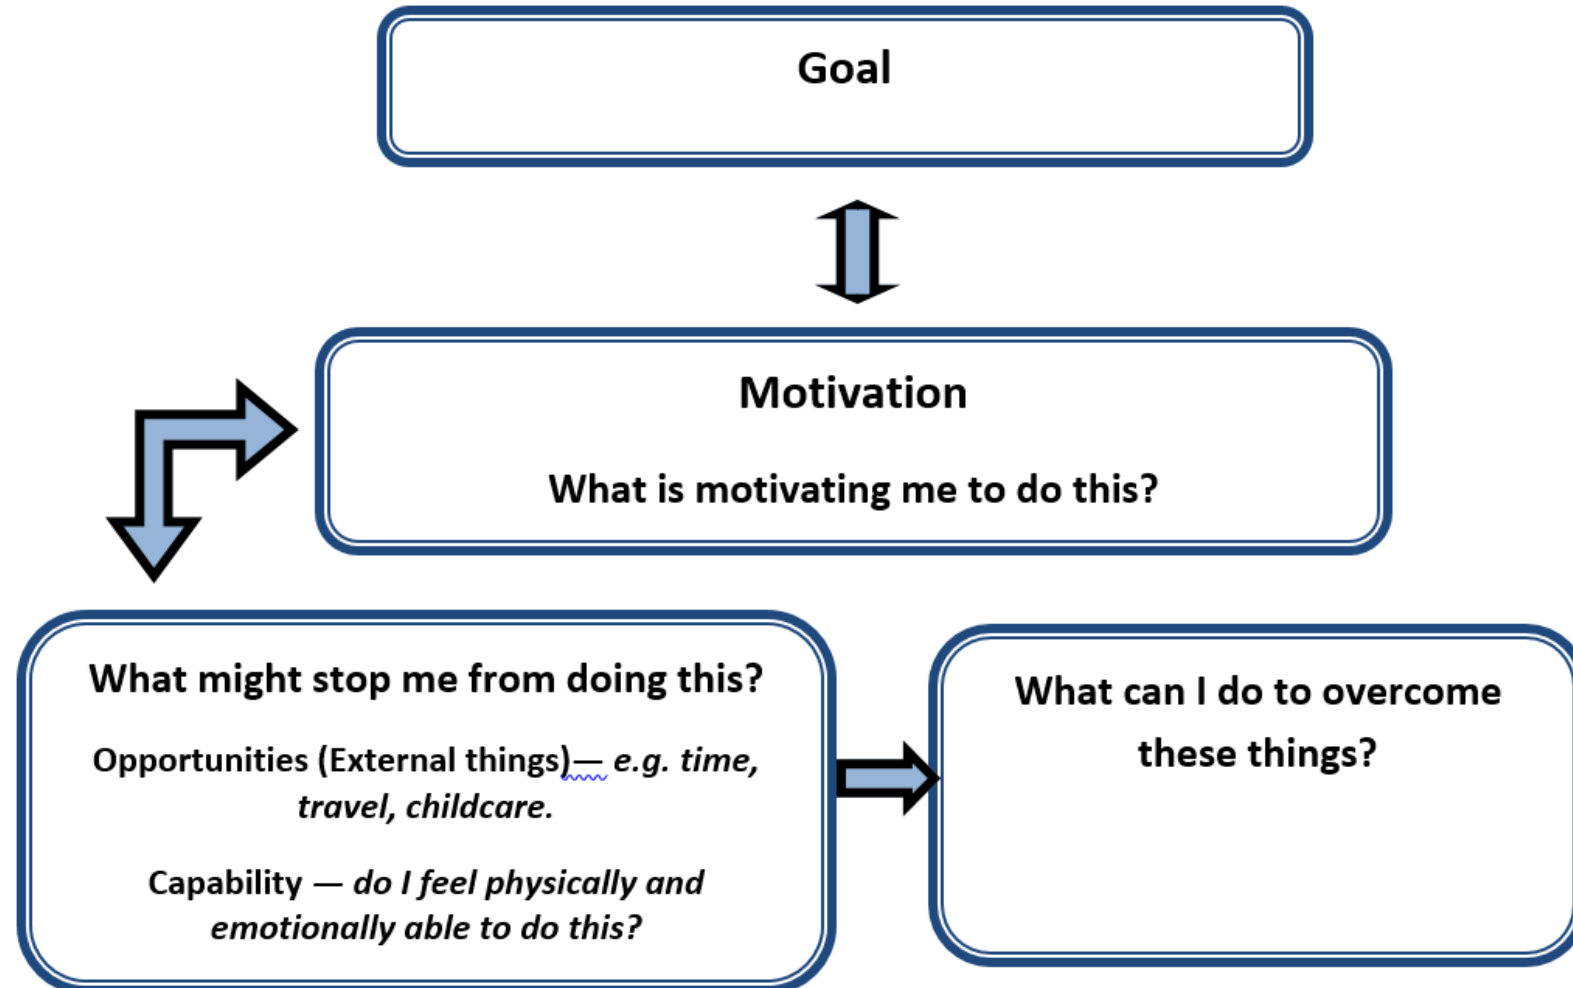 Goal
Motivation
What is motivating me to do this?
What might stop me from doing this?
Opportunities (External things)— e.g. time,
travel, childcare.
Capability — do I feel physically and
emotionally able to do this?
What can I do to overcome
these things?